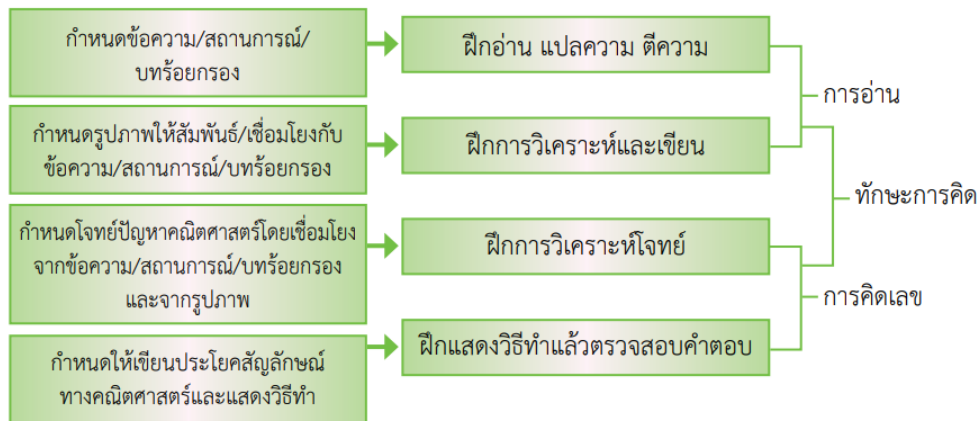 กำหนดข้อความ/สถานการณ์/
บทร้อยกรอง
ฝึกอ่าน แปลความ ตีความ
การอ่าน
กำหนดรูปภาพให้สัมพันธ์/เชื่อมโยงกับ
ข้อความ/สถานการณ์/บทร้อยกรอง
ฝึกการวิเคราะห์และเขียน
ทักษะการคิด
กำหนดโจทย์ปัญหาคณิตศาสตร์โดยเชื่อมโยง
จากข้อความ/สถานการณ์/บทร้อยกรอง
และจากรูปภาพ
ฝึกการวิเคราะห์โจทย์
การคิดเลข
กำหนดให้เขียนประโยคสัญลักษณ์
ทางคณิตศาสตร์และแสดงวิธีทำ
ฝึกแสดงวิธีทำแล้วตรวจสอบคำตอบ